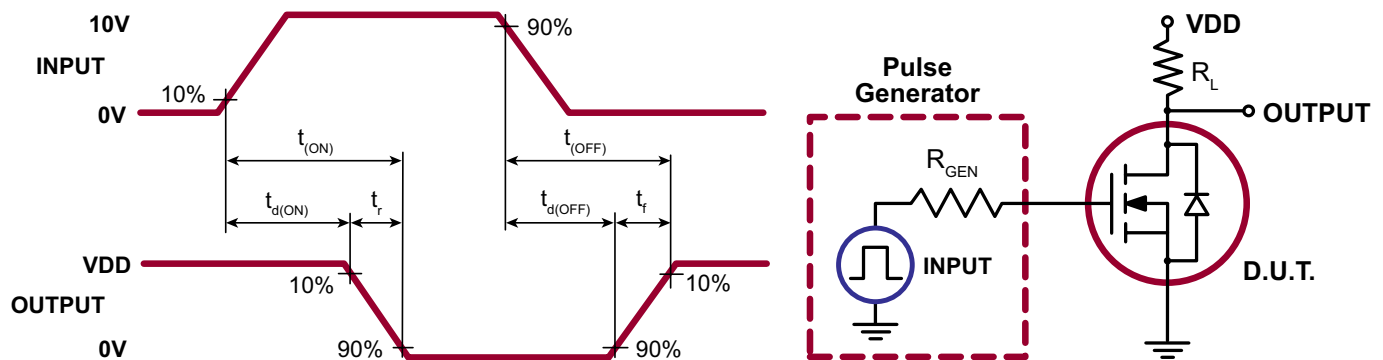 10V
INPUT
0V
10%
90%
t(ON)
t(OFF)
td(ON)
tr
td(OFF)
tf
VDD
OUTPUT
0V
10%
90%
10%
90%
Pulse
Generator
RGEN
INPUT
VDD
RL
OUTPUT
D.U.T.